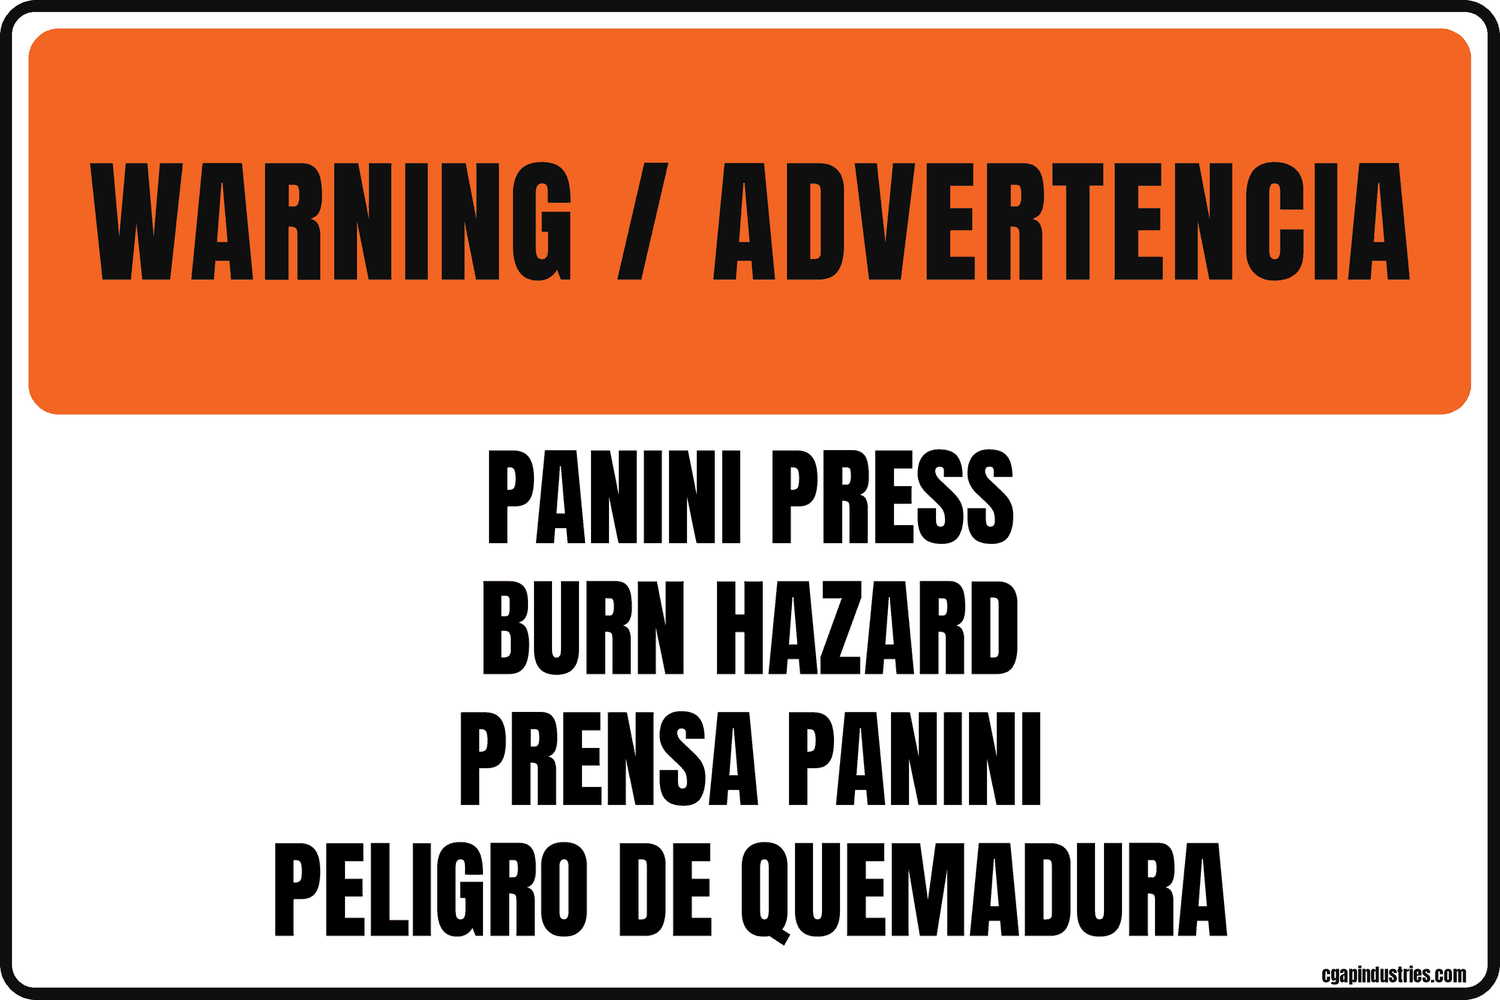 WARNING / ADVERTENCIA
PANINI PRESS
BURN HAZARD
PRENSA PANINI
PELIGRO DE QUEMADURA
cgapindustries.com